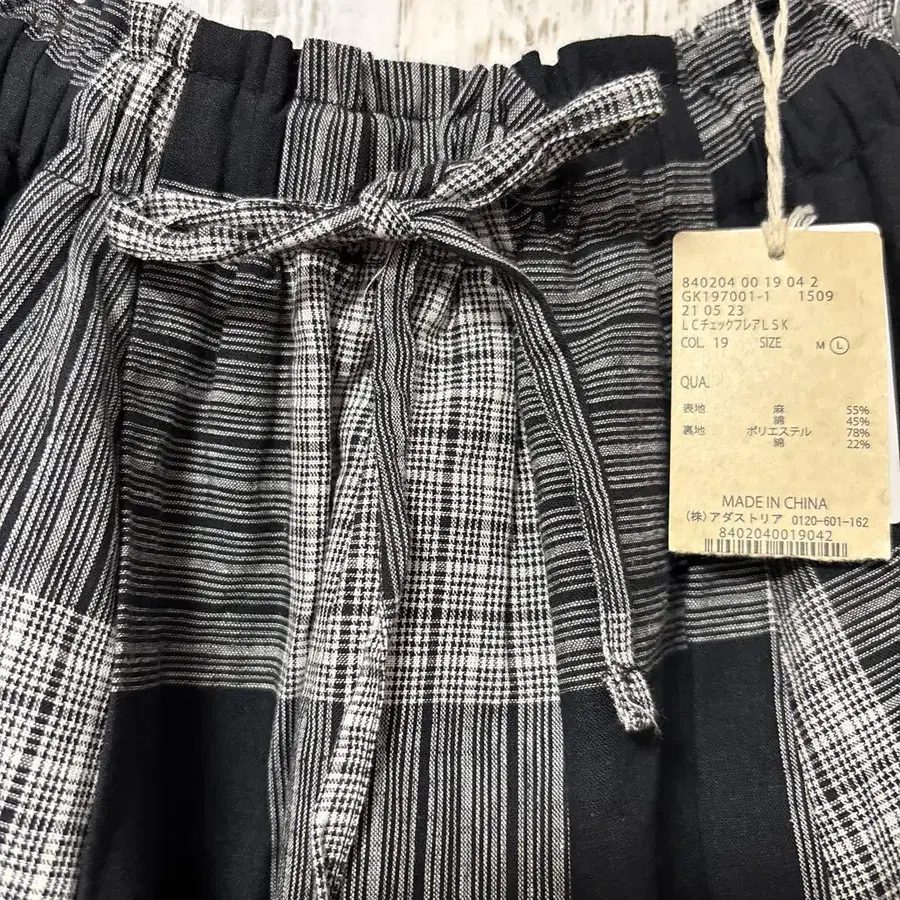 840204 00 19 04 2
GK197001-1 1509
21 05 23
LCチェックフレアLSK
COL. 19 SIZE M L
QUA.
表地 麻 55%
綿 45%
裏地 ポリエステル 78%
綿 22%
MADE IN CHINA
(株)アダストリア 0120-601-162
8402040019042